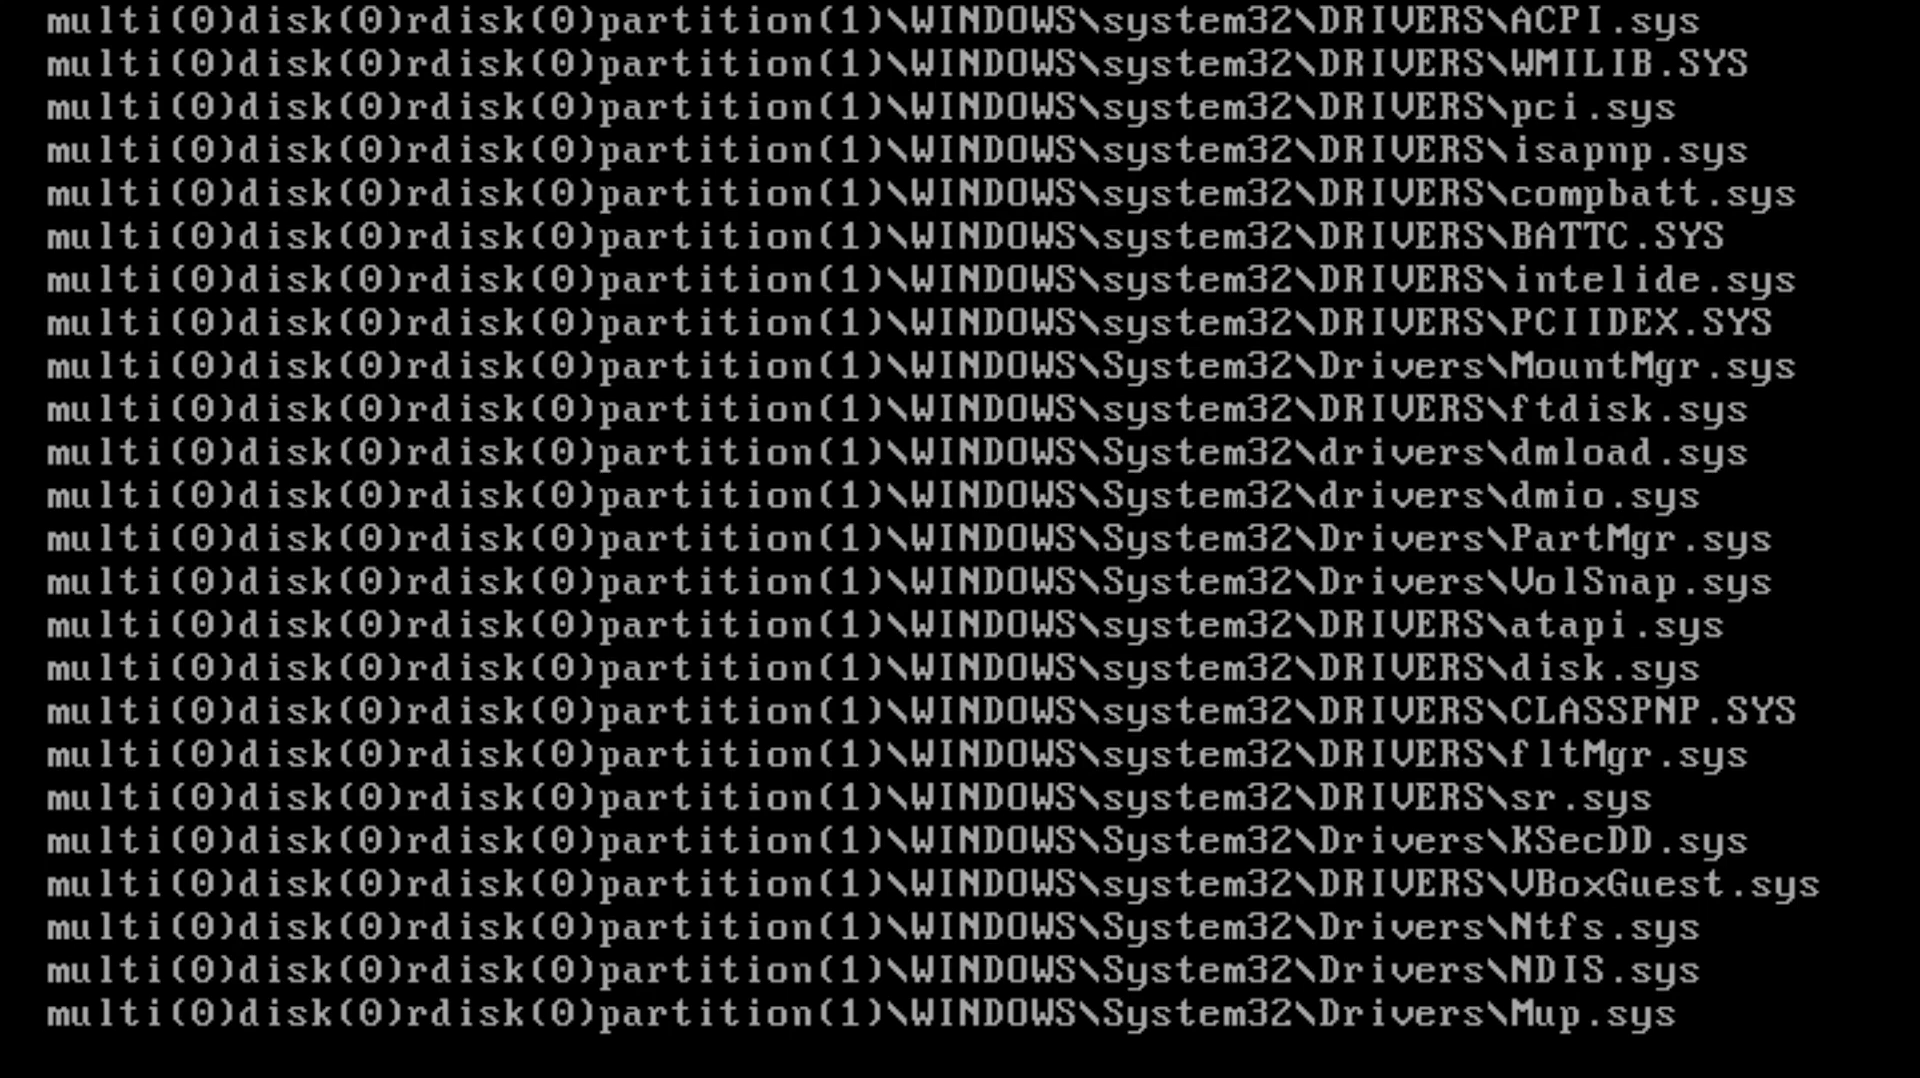 multi(0)disk(0)rdisk(0)partition(1)\WINDOWS\system32\DRIVERS\ACPI.sys
multi(0)disk(0)rdisk(0)partition(1)\WINDOWS\system32\DRIVERS\WMILIB.SYS
multi(0)disk(0)rdisk(0)partition(1)\WINDOWS\system32\DRIVERS\pci.sys
multi(0)disk(0)rdisk(0)partition(1)\WINDOWS\system32\DRIVERS\isapnp.sys
multi(0)disk(0)rdisk(0)partition(1)\WINDOWS\system32\DRIVERS\compbatt.sys
multi(0)disk(0)rdisk(0)partition(1)\WINDOWS\system32\DRIVERS\BATTC.SYS
multi(0)disk(0)rdisk(0)partition(1)\WINDOWS\system32\DRIVERS\intelide.sys
multi(0)disk(0)rdisk(0)partition(1)\WINDOWS\system32\DRIVERS\PCIIDEX.SYS
multi(0)disk(0)rdisk(0)partition(1)\WINDOWS\System32\Drivers\MountMgr.sys
multi(0)disk(0)rdisk(0)partition(1)\WINDOWS\system32\DRIVERS\ftdisk.sys
multi(0)disk(0)rdisk(0)partition(1)\WINDOWS\System32\drivers\dmload.sys
multi(0)disk(0)rdisk(0)partition(1)\WINDOWS\System32\drivers\dmio.sys
multi(0)disk(0)rdisk(0)partition(1)\WINDOWS\System32\Drivers\PartMgr.sys
multi(0)disk(0)rdisk(0)partition(1)\WINDOWS\System32\Drivers\VolSnap.sys
multi(0)disk(0)rdisk(0)partition(1)\WINDOWS\system32\DRIVERS\atapi.sys
multi(0)disk(0)rdisk(0)partition(1)\WINDOWS\system32\DRIVERS\disk.sys
multi(0)disk(0)rdisk(0)partition(1)\WINDOWS\system32\DRIVERS\CLASSPNP.SYS
multi(0)disk(0)rdisk(0)partition(1)\WINDOWS\system32\DRIVERS\fltMgr.sys
multi(0)disk(0)rdisk(0)partition(1)\WINDOWS\system32\DRIVERS\sr.sys
multi(0)disk(0)rdisk(0)partition(1)\WINDOWS\System32\Drivers\KSecDD.sys
multi(0)disk(0)rdisk(0)partition(1)\WINDOWS\system32\DRIVERS\VBoxGuest.sys
multi(0)disk(0)rdisk(0)partition(1)\WINDOWS\System32\Drivers\Ntfs.sys
multi(0)disk(0)rdisk(0)partition(1)\WINDOWS\System32\Drivers\NDIS.sys
multi(0)disk(0)rdisk(0)partition(1)\WINDOWS\System32\Drivers\Mup.sys